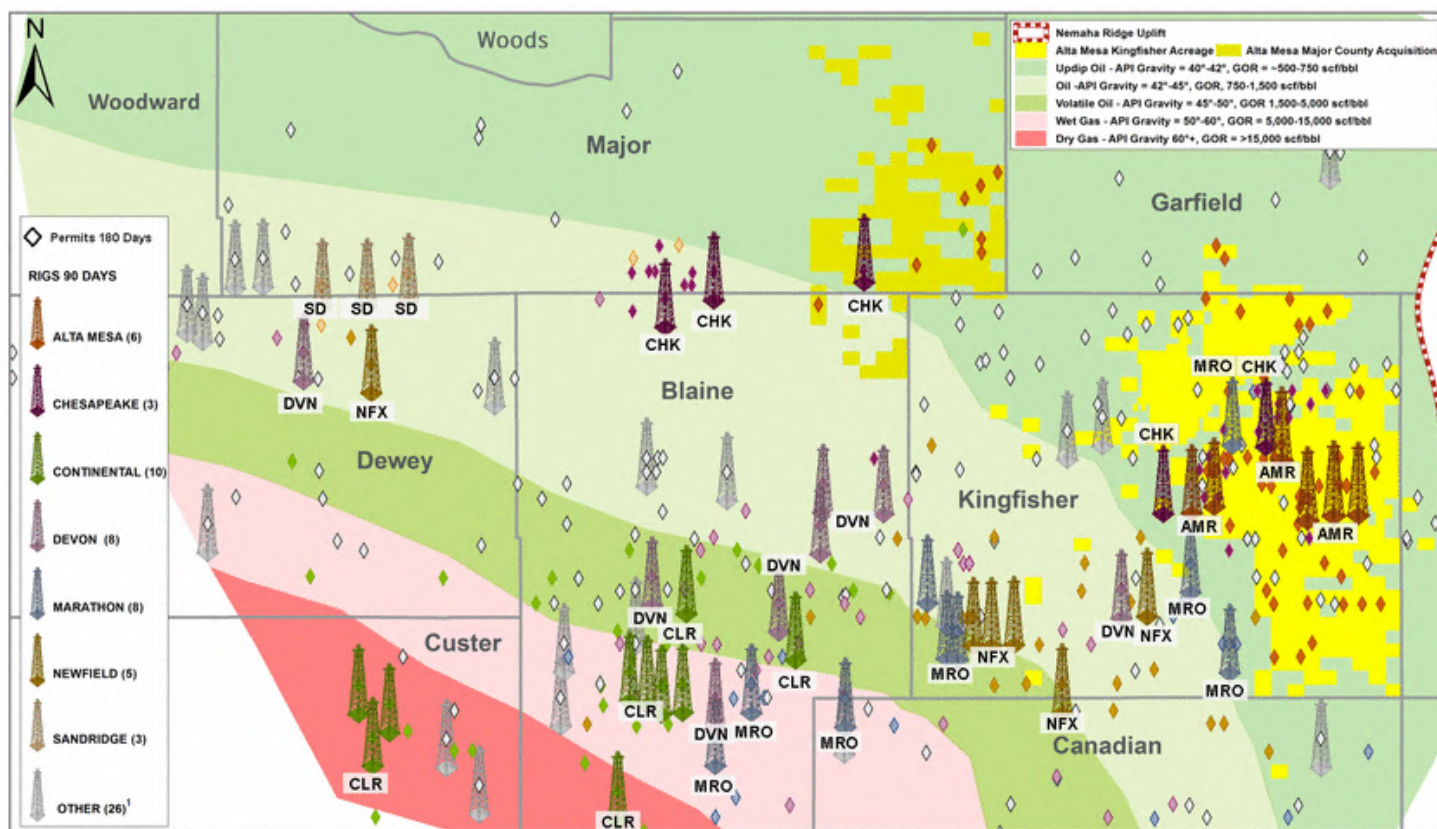 N
Woods
Woodward
Major
Garfield
Nemaha Ridge Uplift
Alta Mesa Kingfisher Acreage
Alta Mesa Major County Acquisition
Updip Oil - API Gravity = 40°-42°, GOR = ~500-750 scf/bbl
Oil -API Gravity = 42°-45°, GOR, 750-1,500 scf/bbl
Volatile Oil - API Gravity = 45°-50°, GOR 1,500-5,000 scf/bbl
Wet Gas - API Gravity = 50°-60°, GOR = 5,000-15,000 scf/bbl
Dry Gas - API Gravity 60°+, GOR = >15,000 scf/bbl
Permits 180 Days
RIGS 90 DAYS
ALTA MESA (6)
CHESAPEAKE (3)
CONTINENTAL (10)
DEVON (8)
MARATHON (8)
NEWFIELD (5)
SANDRIDGE (3)
OTHER (26)¹
SD
SD
SD
CHK
CHK
CHK
DVN
NFX
Blaine
MRO
CHK
Dewey
CHK
Kingfisher
DVN
AMR
AMR
AMR
DVN
DVN
CLR
DVN
NFX
MRO
Custer
CLR
MRO
NFX
MRO
CLR
DVN
MRO
MRO
NFX
Canadian
CLR
MRO
CLR